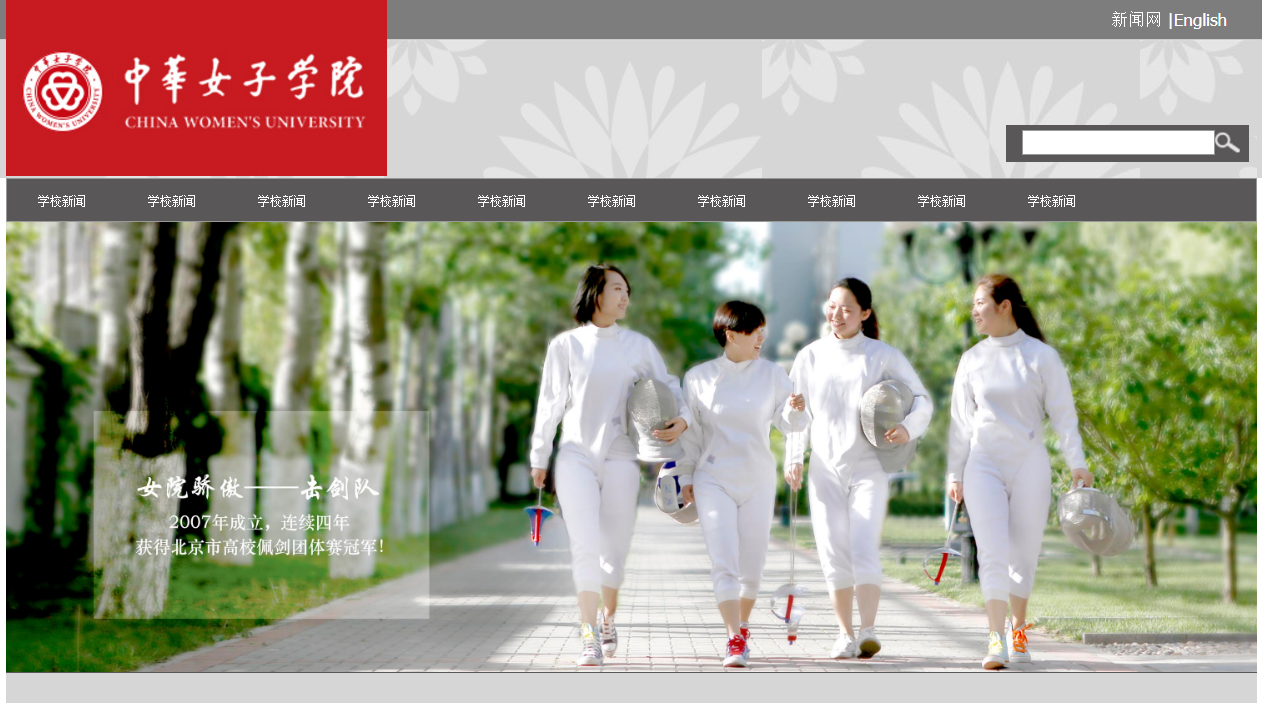 新闻网 |English
中華女子学院
CHINA WOMEN'S UNIVERSITY
CHINA WOMEN'S UNIVERSITY
学校新闻 学校新闻 学校新闻 学校新闻 学校新闻 学校新闻 学校新闻 学校新闻 学校新闻 学校新闻
女院骄傲——击剑队
2007年成立，连续四年
获得北京市高校佩剑团体赛冠军！